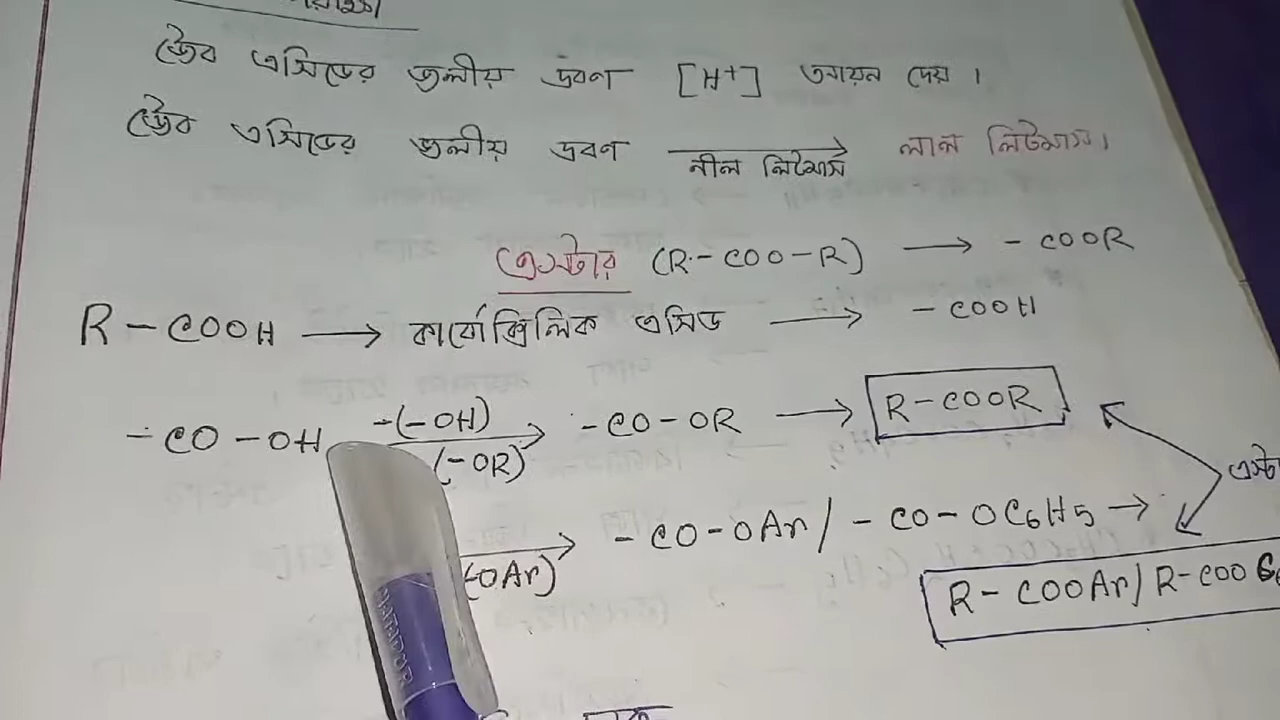 জৈব এসিডের জলীয় দ্রবণ [H+] আয়ন দেয়।
জৈব এসিডের জলীয় দ্রবণ ⟶ লাল লিটমাস।
নীল লিটমাস
এস্টার (R-COO-R) ⟶ -COOR
R-COOH ⟶ কার্বোক্সিলিক এসিড ⟶ -COOH
-(-OH)
-CO-OH ⟶ -CO-OR ⟶ R-COOR
(-OR)
⟶ -CO-OAr/-CO-OC6H5 ⟶
(-OAr)
R-COOAr/R-COO
MATADOR